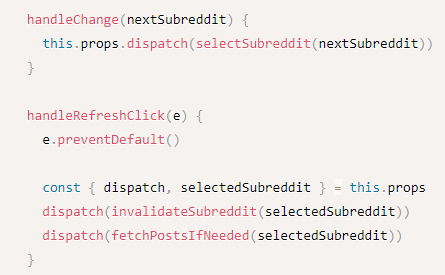 handleChange(nextSubreddit) {
  this.props.dispatch(selectSubreddit(nextSubreddit))
}

handleRefreshClick(e) {
  e.preventDefault()

  const { dispatch, selectedSubreddit } = this.props
  dispatch(invalidateSubreddit(selectedSubreddit))
  dispatch(fetchPostsIfNeeded(selectedSubreddit))
}